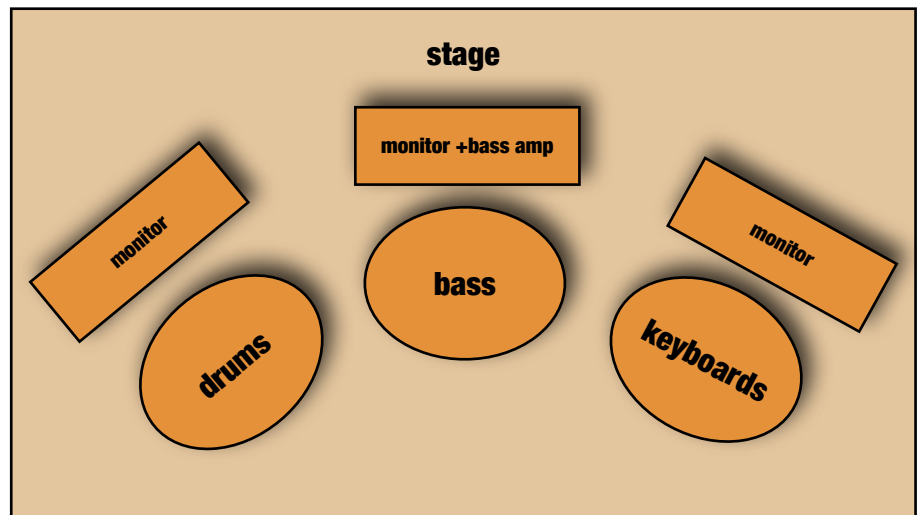 stage
monitor +bass amp
monitor
monitor
bass
drums
keyboards